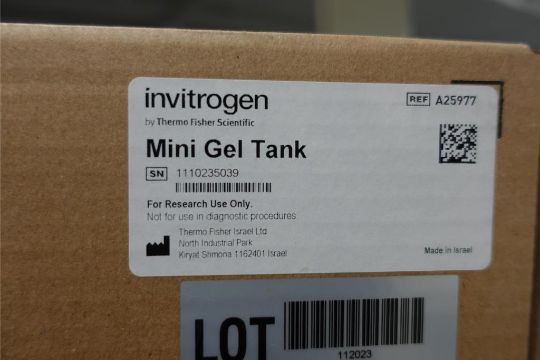 invitrogen
REF A25977
by Thermo Fisher Scientific
Mini Gel Tank
SN 1110235039
For Research Use Only.
Not for use in diagnostic procedures
Thermo Fisher Israel Ltd
North Industrial Park
Kiryat Shmona 1162401 Israel
Made in Israel
LOT
112023